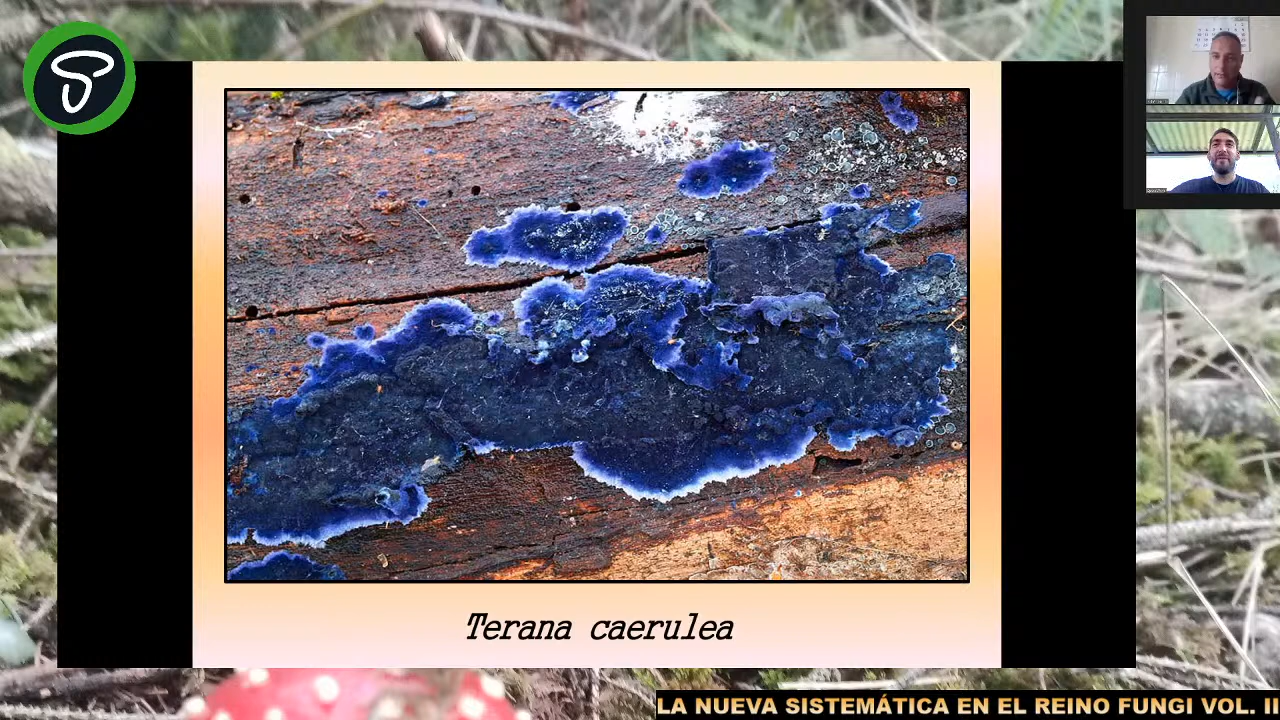 Terana caerulea
LA NUEVA SISTEMÁTICA EN EL REINO FUNGI VOL. II